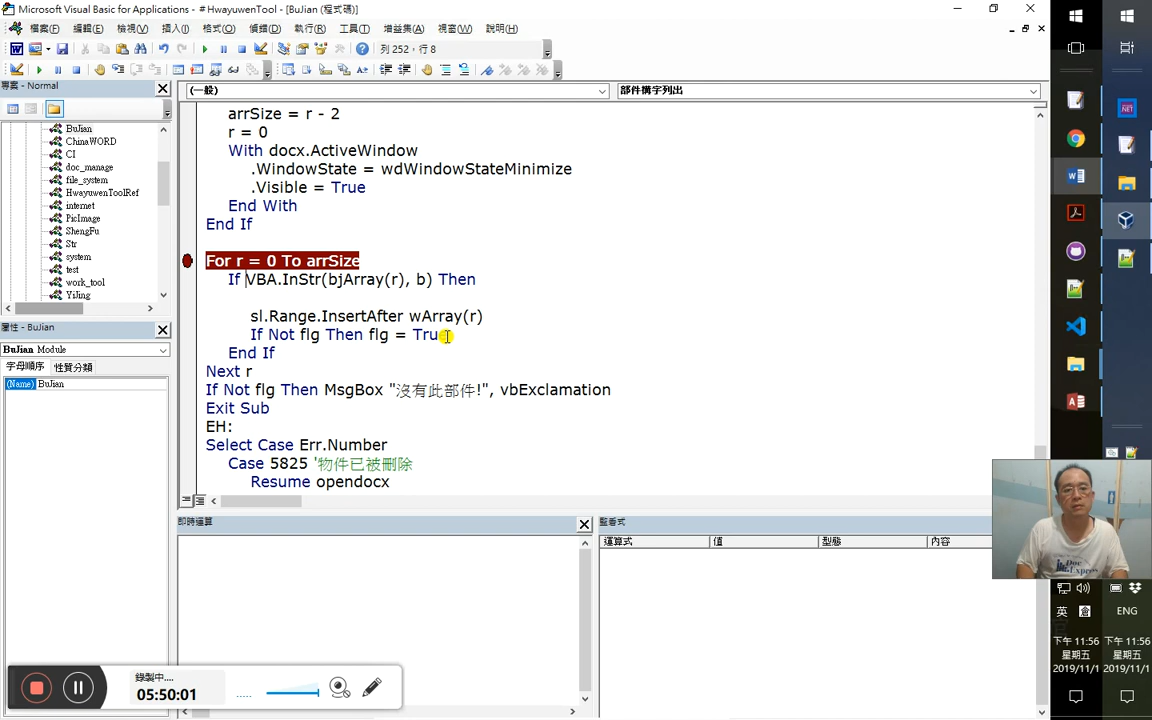 Microsoft Visual Basic for Applications - #HwayuwenTool - [BuJian (程式碼)]
檔案(F) 編輯(E) 檢視(V) 插入(I) 格式(O) 偵錯(D) 執行(R) 工具(T) 增益集(A) 視窗(W) 說明(H)
列 252，行 8
專案 - Normal
(一般)
部件構字列出
BuJian
ChinaWORD
CI
doc_manage
file_system
HwayuwenToolRef
internet
PicImage
ShengFu
Str
system
test
work_tool
YiJing
屬性 - BuJian
BuJian Module
字母順序 性質分類
(Name) BuJian
arrSize = r - 2
r = 0
With docx.ActiveWindow
.WindowState = wdWindowStateMinimize
.Visible = True
End With
End If
For r = 0 To arrSize
If VBA.InStr(bjArray(r), b) Then
sl.Range.InsertAfter wArray(r)
If Not flg Then flg = True
End If
Next r
If Not flg Then MsgBox "沒有此部件!", vbExclamation
Exit Sub
EH:
Select Case Err.Number
Case 5825 '物件已被刪除
Resume opendocx
即時運算
監看式
運算式 值 型態 內容
錄製中....
05:50:01
英 ENG
下午 11:56 下午 11:56
星期五 星期五
2019/11/1 2019/11/1